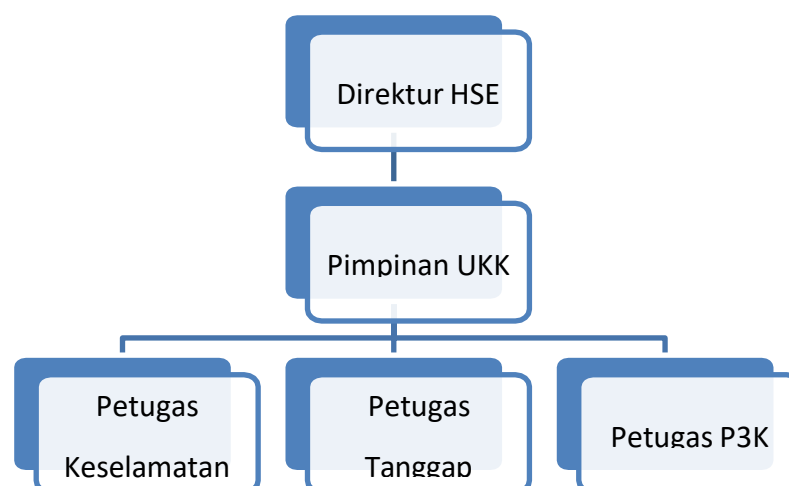 Direktur HSE
Pimpinan UKK
Petugas
Keselamatan
Petugas
Tanggap
Petugas P3K